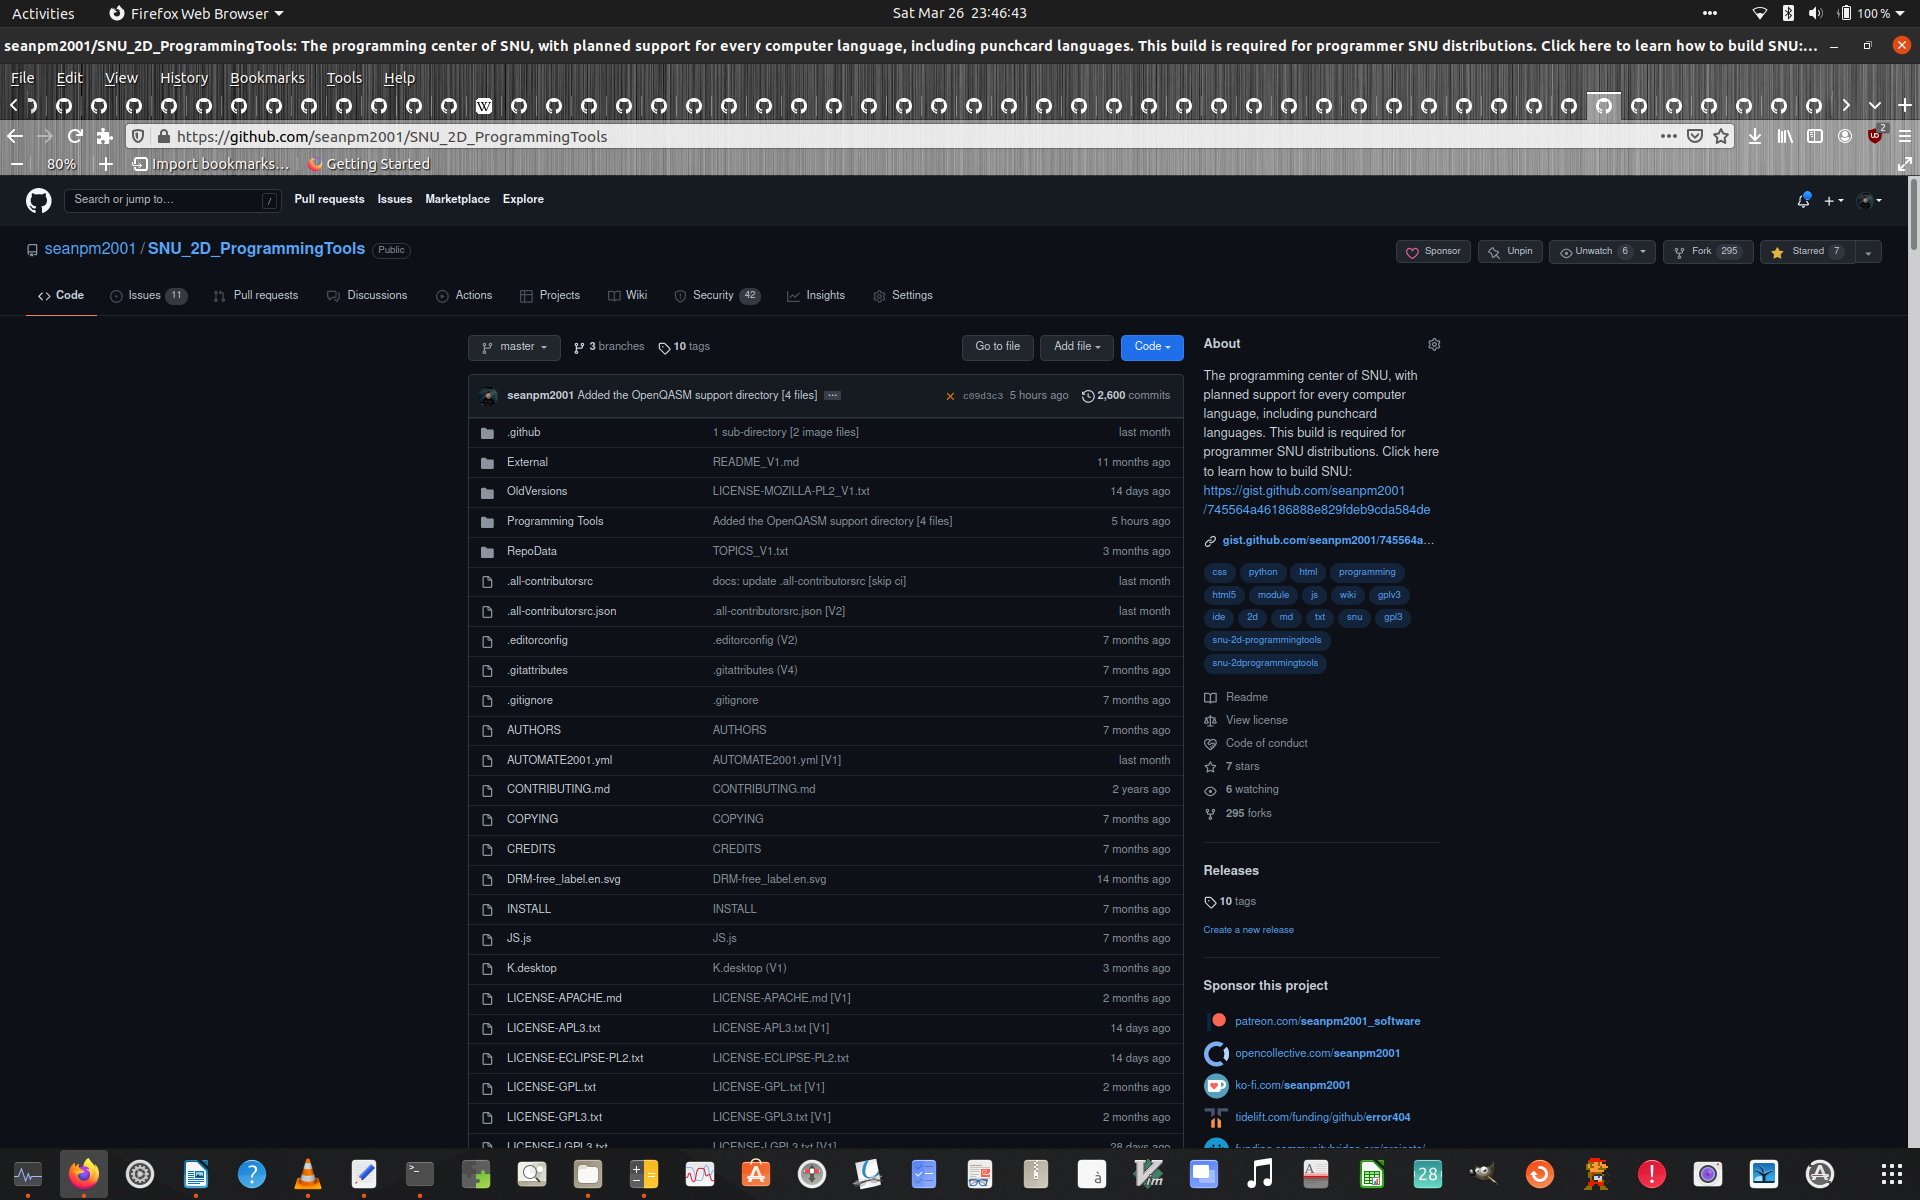 Activities
Firefox Web Browser
Sat Mar 26 23:46:43
100 %
seanpm2001/SNU_2D_ProgrammingTools: The programming center of SNU, with planned support for every computer language, including punchcard languages. This build is required for programmer SNU distributions. Click here to learn how to build SNU:...
File Edit View History Bookmarks Tools Help
https://github.com/seanpm2001/SNU_2D_ProgrammingTools
2
80%
Import bookmarks...
Getting Started
Search or jump to...
/
Pull requests Issues Marketplace Explore
seanpm2001 / SNU_2D_ProgrammingTools Public
Sponsor
Unpin
Unwatch 6
Fork 295
Starred 7
Code
Issues 11
Pull requests
Discussions
Actions
Projects
Wiki
Security 42
Insights
Settings
master
3 branches
10 tags
Go to file
Add file
Code
seanpm2001 Added the OpenQASM support directory [4 files] ... c09d3c3 5 hours ago 2,600 commits
.github 1 sub-directory [2 image files] last month
External README_V1.md 11 months ago
OldVersions LICENSE-MOZILLA-PL2_V1.txt 14 days ago
Programming Tools Added the OpenQASM support directory [4 files] 5 hours ago
RepoData TOPICS_V1.txt 3 months ago
.all-contributorsrc docs: update .all-contributorsrc [skip ci] last month
.all-contributorsrc.json .all-contributorsrc.json [V2] last month
.editorconfig .editorconfig (V2) 7 months ago
.gitattributes .gitattributes (V4) 7 months ago
.gitignore .gitignore 7 months ago
AUTHORS AUTHORS 7 months ago
AUTOMATE2001.yml AUTOMATE2001.yml [V1] last month
CONTRIBUTING.md CONTRIBUTING.md 2 years ago
COPYING COPYING 7 months ago
CREDITS CREDITS 7 months ago
DRM-free_label.en.svg DRM-free_label.en.svg 14 months ago
INSTALL INSTALL 7 months ago
JS.js JS.js 7 months ago
K.desktop K.desktop (V1) 3 months ago
LICENSE-APACHE.md LICENSE-APACHE.md [V1] 2 months ago
LICENSE-APL3.txt LICENSE-APL3.txt [V1] 14 days ago
LICENSE-ECLIPSE-PL2.txt LICENSE-ECLIPSE-PL2.txt 14 days ago
LICENSE-GPL.txt LICENSE-GPL.txt [V1] 2 months ago
LICENSE-GPL3.txt LICENSE-GPL3.txt [V1] 2 months ago
LICENSE-LGPL3.txt LICENSE-LGPL3.txt [V1] 28 days ago
About
The programming center of SNU, with
planned support for every computer
language, including punchcard
languages. This build is required for
programmer SNU distributions. Click here
to learn how to build SNU:
https://gist.github.com/seanpm2001
/745564a46186888e829fdeb9cda584de
gist.github.com/seanpm2001/745564a...
css python html programming
html5 module js wiki gplv3
ide 2d md txt snu gpl3
snu-2d-programmingtools
snu-2dprogrammingtools
Readme
View license
Code of conduct
7 stars
6 watching
295 forks
Releases
10 tags
Create a new release
Sponsor this project
patreon.com/seanpm2001_software
opencollective.com/seanpm2001
ko-fi.com/seanpm2001
tidelift.com/funding/github/error404
28